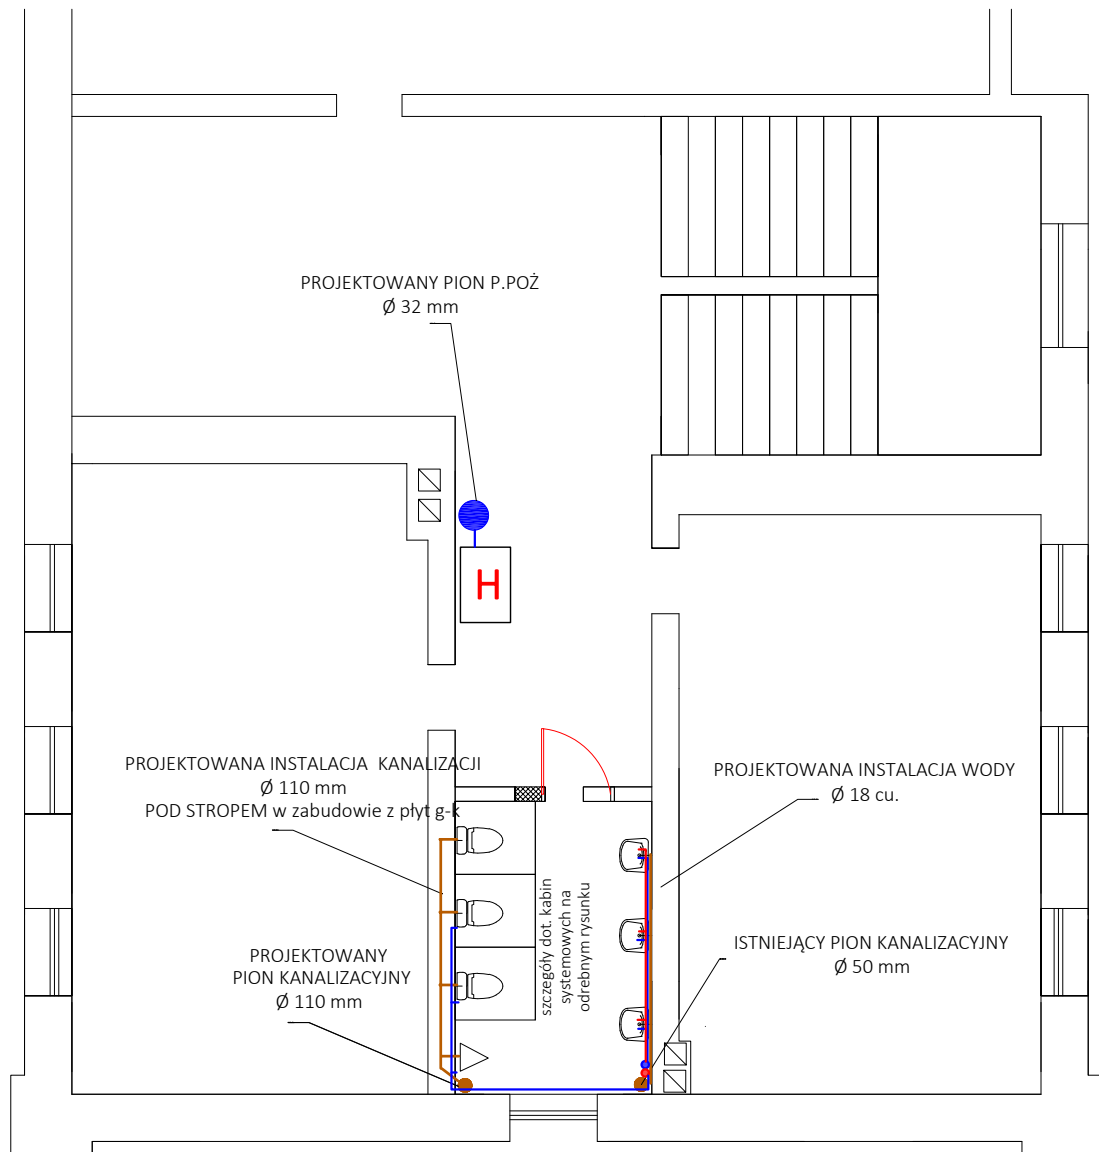 PROJEKTOWANY PION P.POŻ
Ø 32 mm
H
PROJEKTOWANA INSTALACJA KANALIZACJI
Ø 110 mm
POD STROPEM w zabudowie z płyt g-k
PROJEKTOWANA INSTALACJA WODY
Ø 18 cu.
szczegóły dot. kabin
systemowych na
odrebnym rysunku
PROJEKTOWANY
PION KANALIZACYJNY
Ø 110 mm
ISTNIEJĄCY PION KANALIZACYJNY
Ø 50 mm